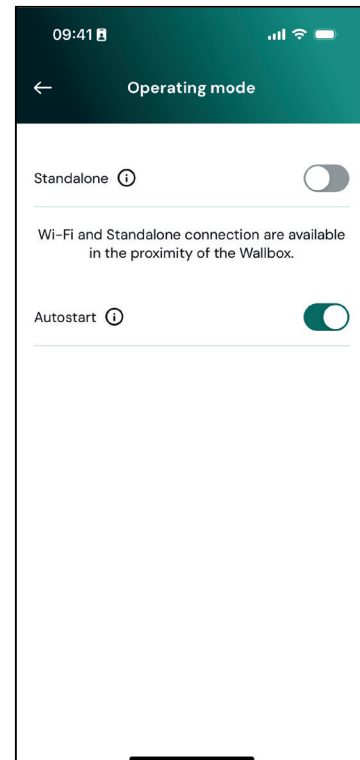 09:41
Operating mode
Standalone
Wi-Fi and Standalone connection are available
in the proximity of the Wallbox.
Autostart